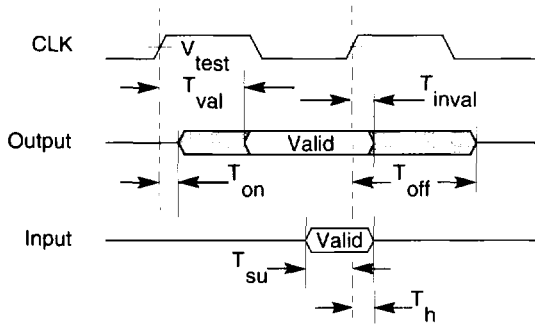 CLK
V test
T val
T inval
Output
Valid
T on
T off
Input
Valid
T su
T h